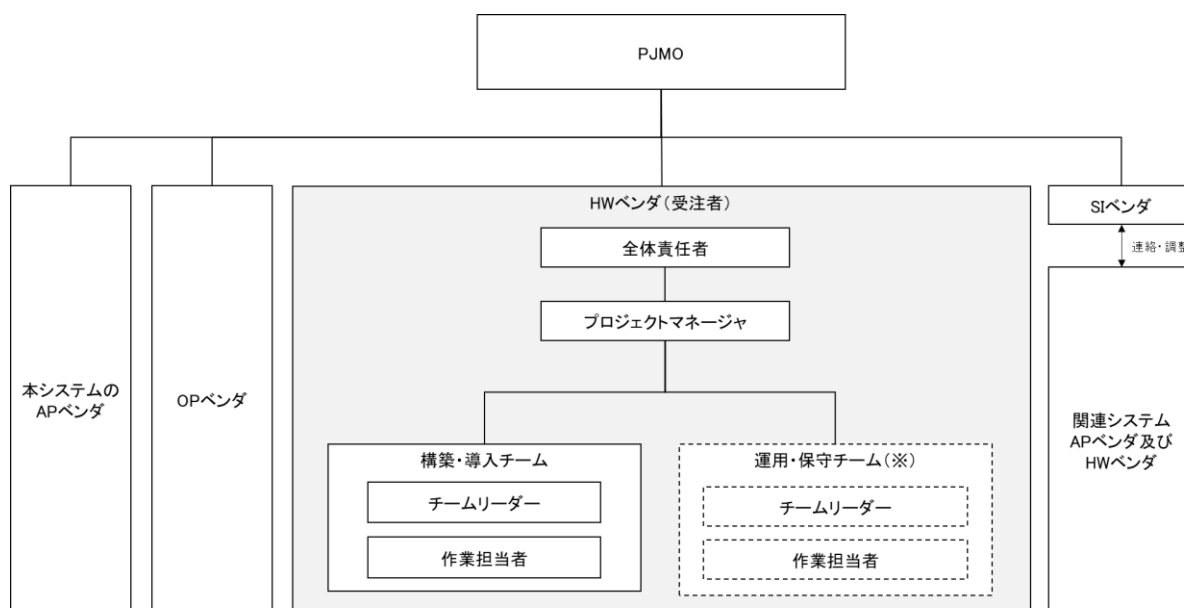 PJMO
本システムの
APベンダ
OPベンダ
HWベンダ（受注者）
全体責任者
プロジェクトマネージャ
構築・導入チーム
チームリーダー
作業担当者
運用・保守チーム（※）
チームリーダー
作業担当者
SIベンダ
連絡・調整
関連システム
APベンダ及び
HWベンダ